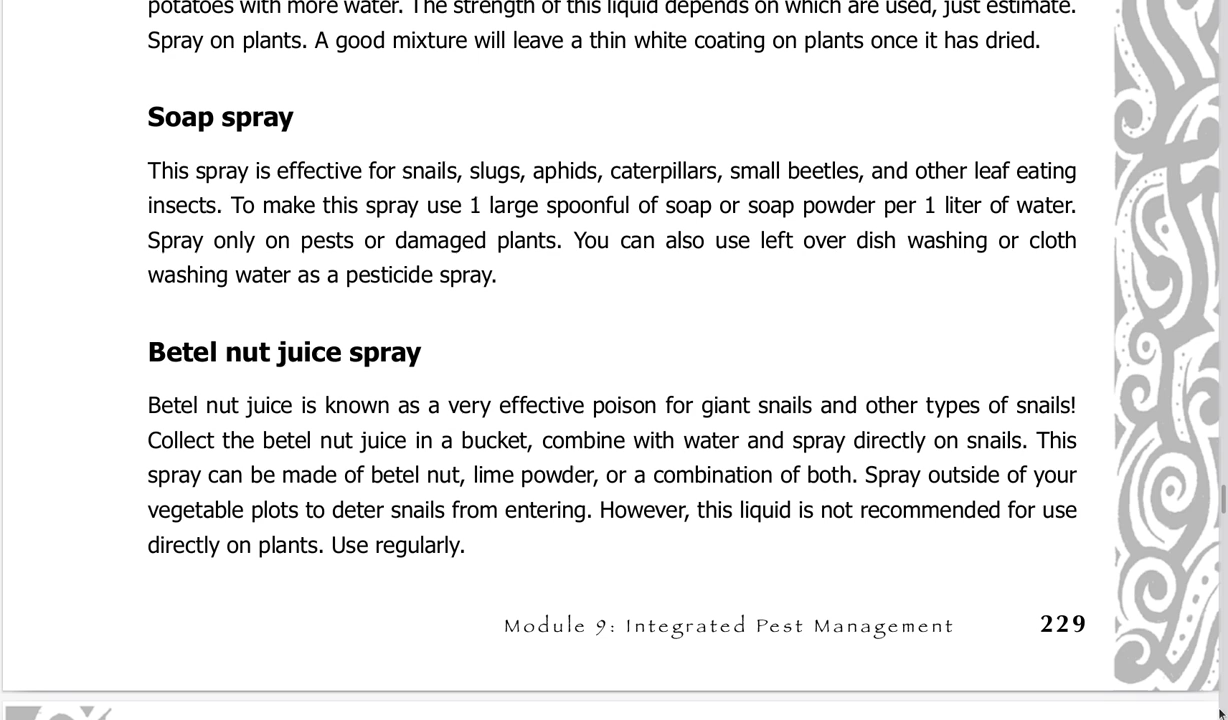 potatoes with more water. The strength of this liquid depends on which are used, just estimate.
Spray on plants. A good mixture will leave a thin white coating on plants once it has dried.
Soap spray
This spray is effective for snails, slugs, aphids, caterpillars, small beetles, and other leaf eating
insects. To make this spray use 1 large spoonful of soap or soap powder per 1 liter of water.
Spray only on pests or damaged plants. You can also use left over dish washing or cloth
washing water as a pesticide spray.
Betel nut juice spray
Betel nut juice is known as a very effective poison for giant snails and other types of snails!
Collect the betel nut juice in a bucket, combine with water and spray directly on snails. This
spray can be made of betel nut, lime powder, or a combination of both. Spray outside of your
vegetable plots to deter snails from entering. However, this liquid is not recommended for use
directly on plants. Use regularly.
Module 9: Integrated Pest Management 229